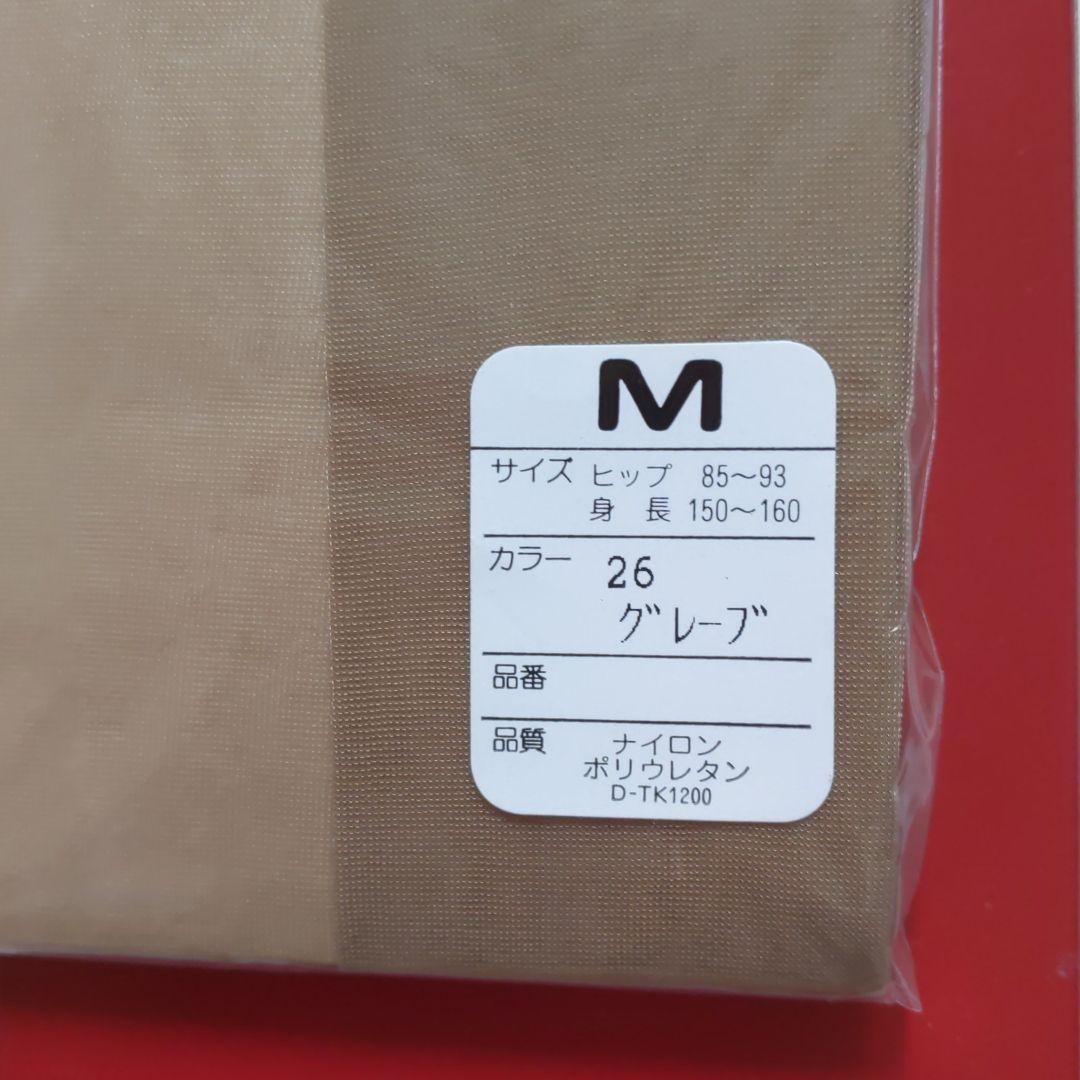 M
サイズ ヒップ 85～93
身 長 150～160
カラー 26
グレーブ
品番
品質 ナイロン
ポリウレタン
D-TK1200